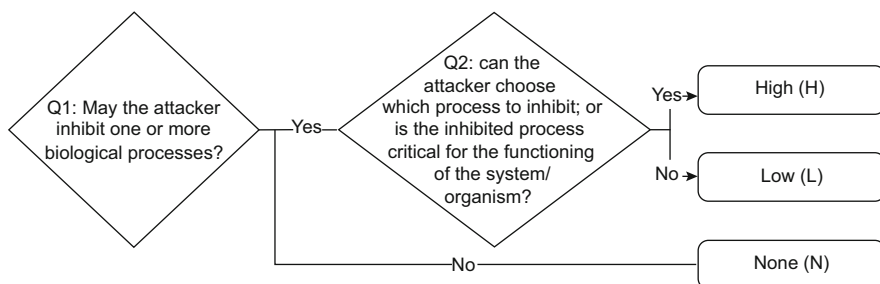 Q1: May the attacker
inhibit one or more
biological processes?
Yes
Q2: can the
attacker choose
which process to inhibit; or
is the inhibited process
critical for the functioning
of the system/
organism?
Yes
High (H)
No
Low (L)
No
None (N)